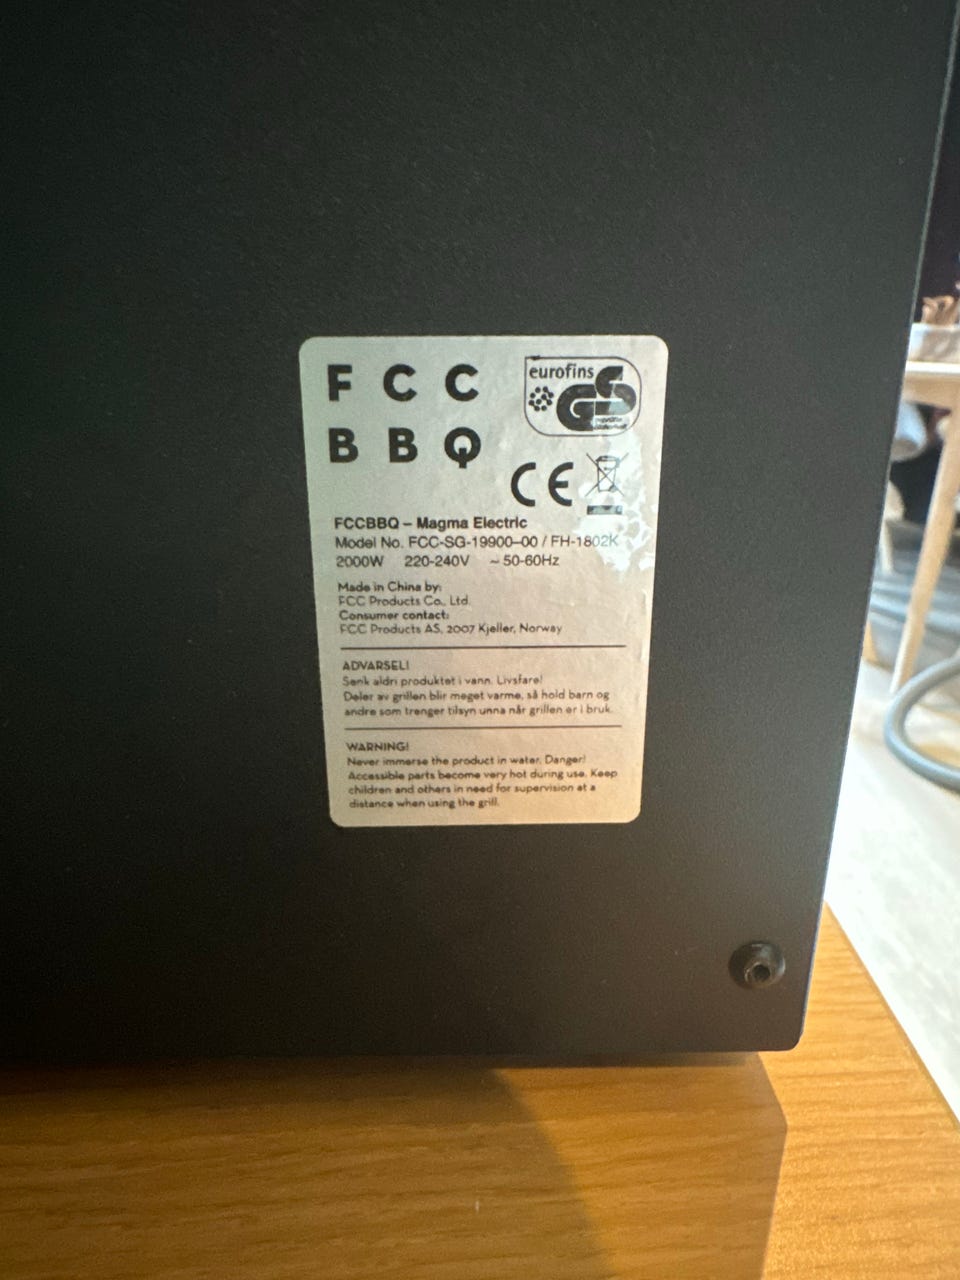 F C C
B B Q
eurofins
GS
CE
FCCBBQ – Magma Electric
Model No. FCC-SG-19900–00 / FH-1802K
2000W 220-240V ~ 50-60Hz
Made in China by:
FCC Products Co., Ltd.
Consumer contact:
FCC Products AS, 2007 Kjeller, Norway
ADVARSEL!
Senk aldri produktet i vann. Livsfare!
Deler av grillen blir meget varme, så hold barn og
andre som trenger tilsyn unna når grillen er i bruk.
WARNING!
Never immerse the product in water. Danger!
Accessible parts become very hot during use. Keep
children and others in need for supervision at a
distance when using the grill.